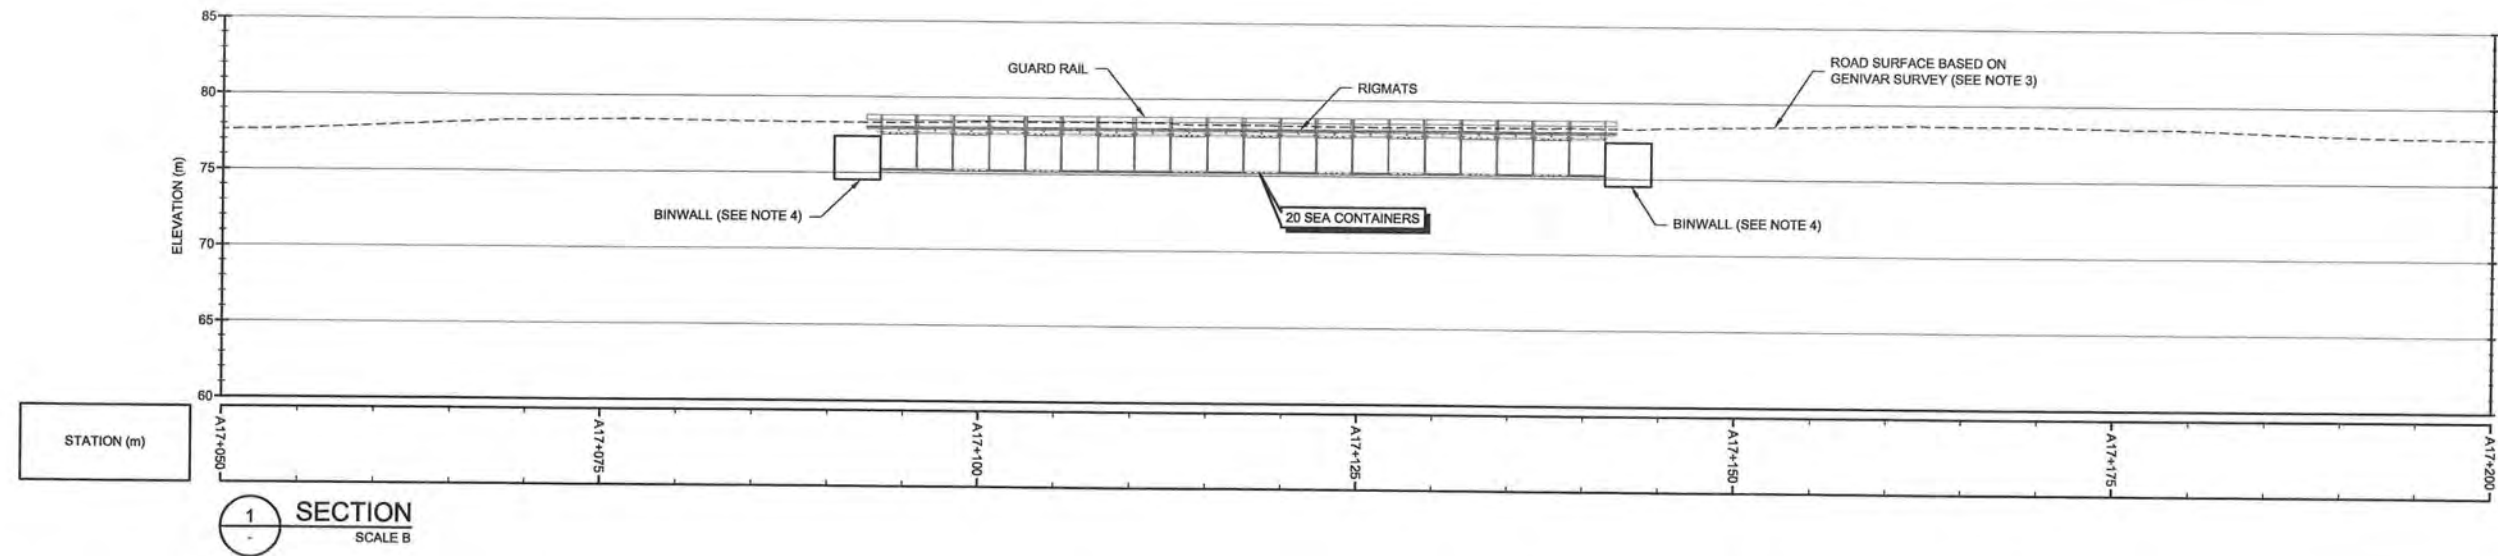 85
GUARD RAIL
ROAD SURFACE BASED ON
GENIVAR SURVEY (SEE NOTE 3)
80
RIGMATS
75
ELEVATION (m)
BINWALL (SEE NOTE 4)
20 SEA CONTAINERS
BINWALL (SEE NOTE 4)
70
65
60
STATION (m)
A17+050
A17+075
A17+100
A17+125
A17+150
A17+175
A17+200
1
-
SECTION
SCALE B